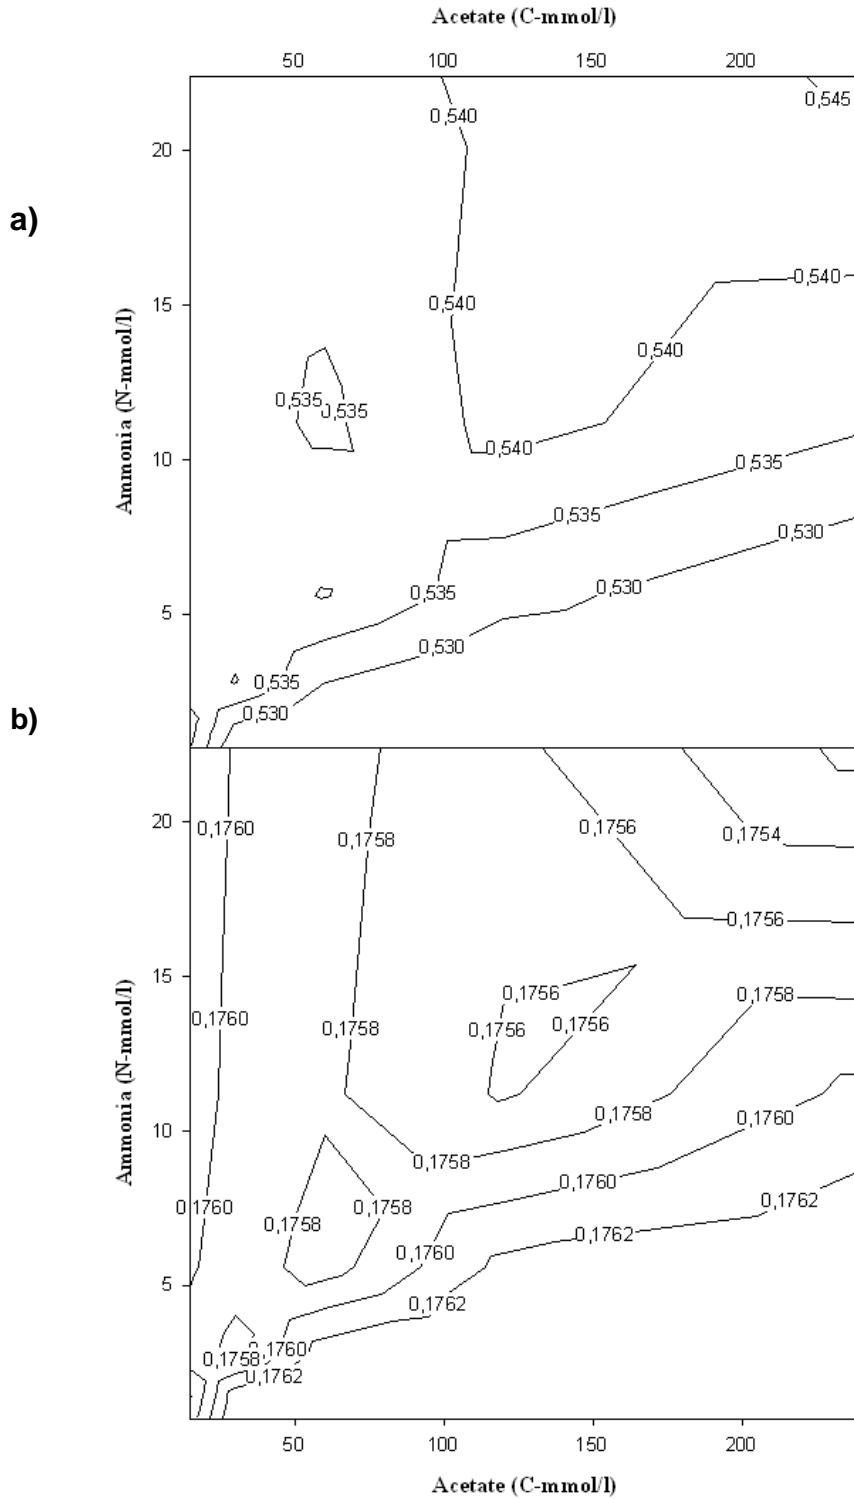 Acetate (C-mmol/l)
50 100 150 200
0,545
0,540
20
a)
0,540 0,540
15
0,540
Ammonia (N-mmol/l)
0,535 0,535
0,540
10
0,535
0,535
0,530
0,535 0,530
5
0,530
0,535
0,530
b)
20
0,1760 0,1758 0,1756 0,1754
0,1756
15
0,1756 0,1758
0,1760 0,1758 0,1756 0,1756
Ammonia (N-mmol/l)
10
0,1758 0,1760
0,1758 0,1760
0,1760 0,1758 0,1758 0,1762
0,1760 0,1762
5
0,1762
0,1758 0,1760
0,1762
50 100 150 200
Acetate (C-mmol/l)